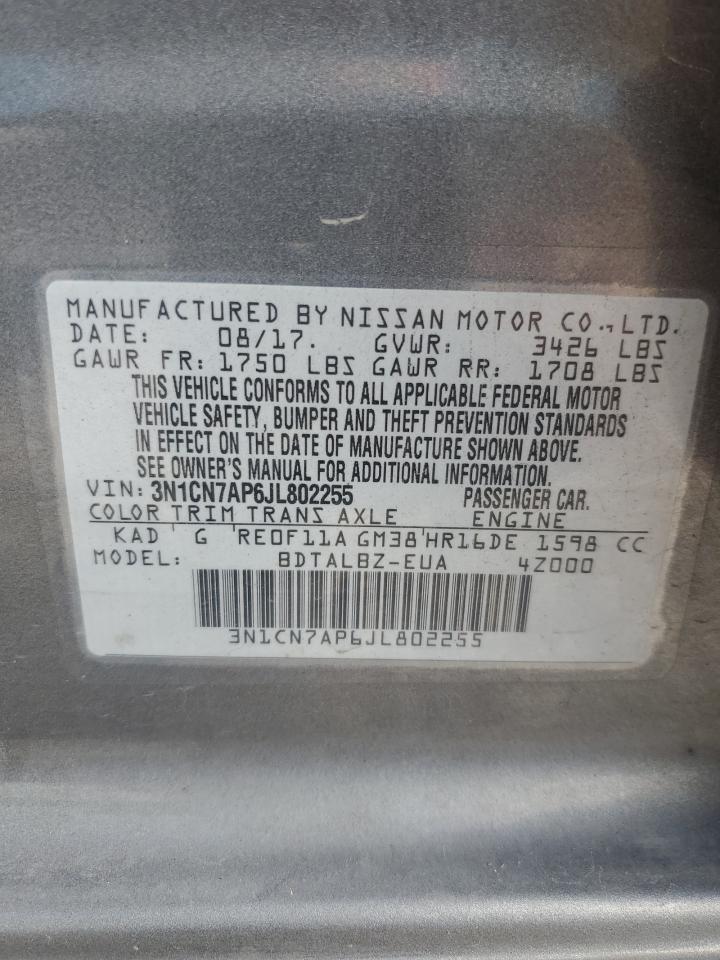 MANUFACTURED BY NISSAN MOTOR CO.,LTD.
DATE: 08/17. GVWR: 3426 LBS
GAWR FR: 1750 LBS GAWR RR: 1708 LBS
THIS VEHICLE CONFORMS TO ALL APPLICABLE FEDERAL MOTOR
VEHICLE SAFETY, BUMPER AND THEFT PREVENTION STANDARDS
IN EFFECT ON THE DATE OF MANUFACTURE SHOWN ABOVE.
SEE OWNER'S MANUAL FOR ADDITIONAL INFORMATION.
VIN: 3N1CN7AP6JL802255 PASSENGER CAR.
COLOR TRIM TRANS AXLE ENGINE
KAD G RE0F11A GM38 HR16DE 1598 CC
MODEL: BDTALBZ-EUA 4Z000
3N1CN7AP6JL802255